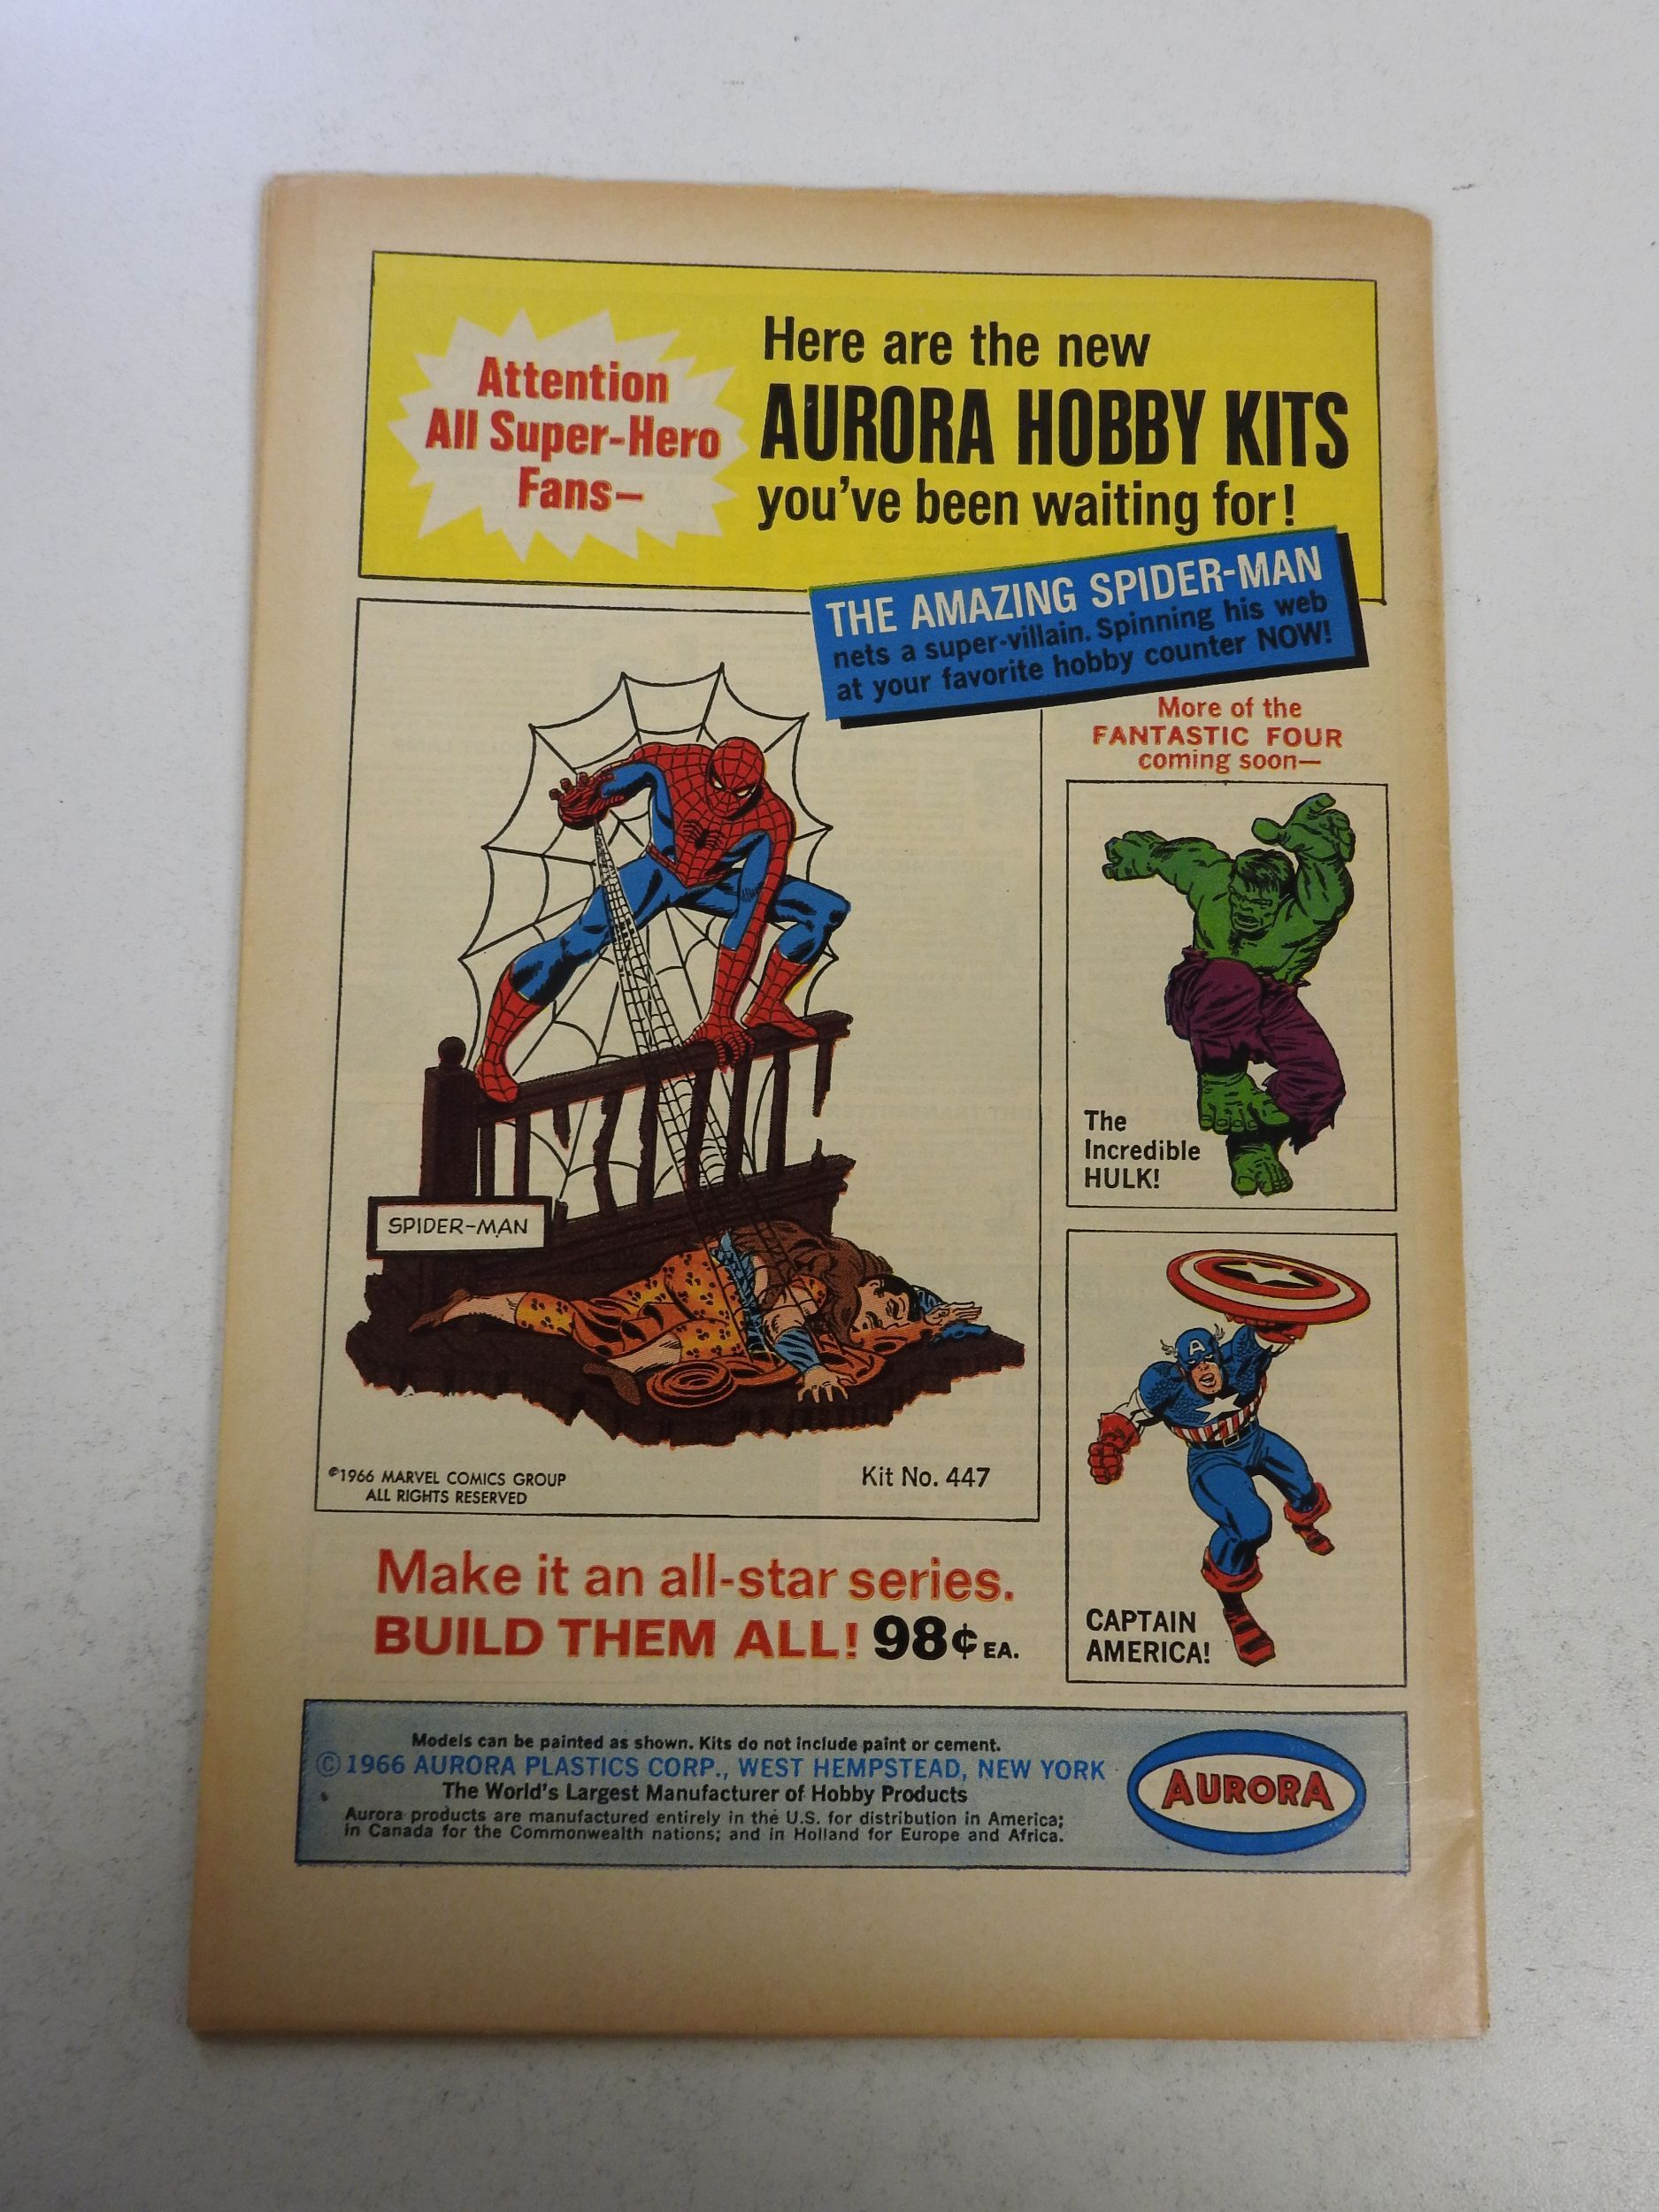 Attention
All Super-Hero
Fans—
Here are the new
AURORA HOBBY KITS
you've been waiting for!
THE AMAZING SPIDER-MAN
nets a super-villain. Spinning his web
at your favorite hobby counter NOW!
More of the
FANTASTIC FOUR
coming soon—
The
Incredible
HULK!
SPIDER-MAN
©1966 MARVEL COMICS GROUP
ALL RIGHTS RESERVED
Kit No. 447
A
CAPTAIN
AMERICA!
Make it an all-star series.
BUILD THEM ALL! 98¢ EA.
Models can be painted as shown. Kits do not include paint or cement.
©1966 AURORA PLASTICS CORP., WEST HEMPSTEAD, NEW YORK
The World's Largest Manufacturer of Hobby Products
Aurora products are manufactured entirely in the U.S. for distribution in America;
in Canada for the Commonwealth nations; and in Holland for Europe and Africa.
AURORA